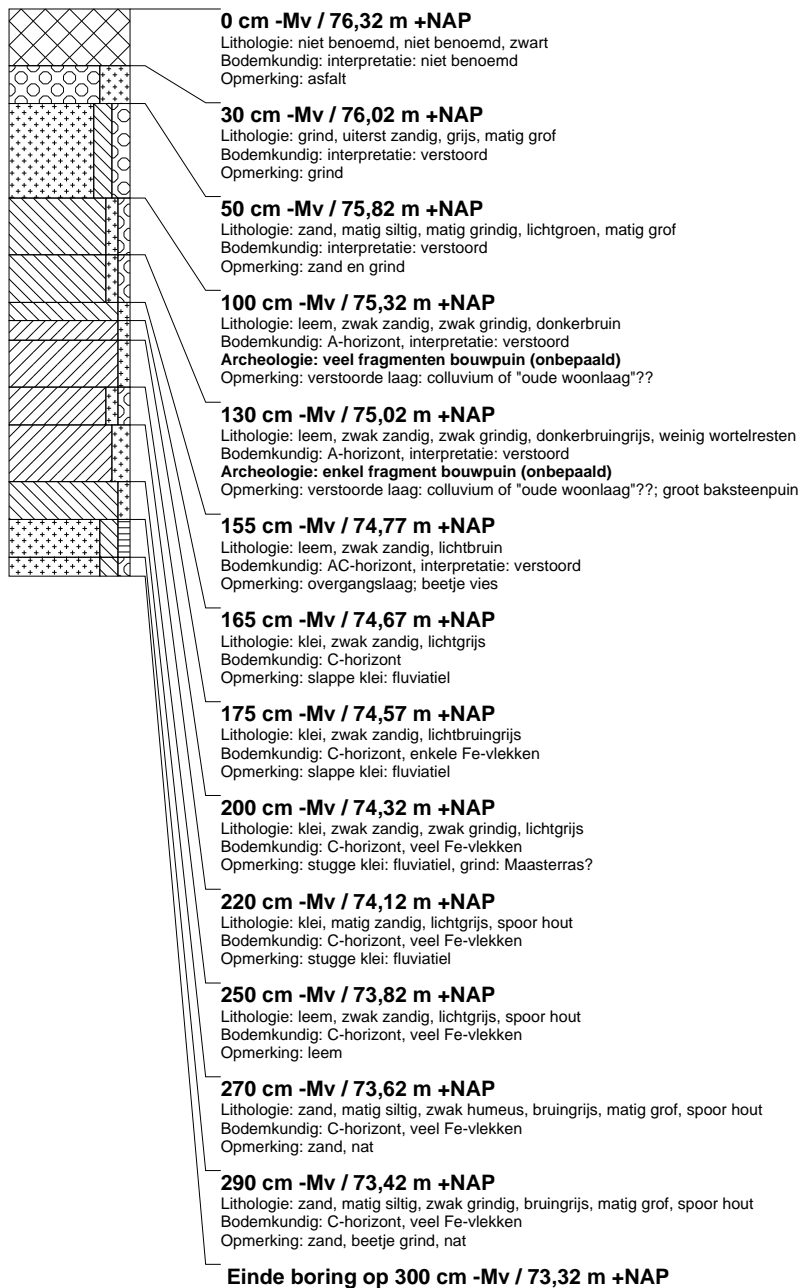 0 cm -Mv / 76,32 m +NAP
Lithologie: niet benoemd, niet benoemd, zwart
Bodemkundig: interpretatie: niet benoemd
Opmerking: asfalt
30 cm -Mv / 76,02 m +NAP
Lithologie: grind, uiterst zandig, grijs, matig grof
Bodemkundig: interpretatie: verstoord
Opmerking: grind
50 cm -Mv / 75,82 m +NAP
Lithologie: zand, matig siltig, matig grindig, lichtgroen, matig grof
Bodemkundig: interpretatie: verstoord
Opmerking: zand en grind
100 cm -Mv / 75,32 m +NAP
Lithologie: leem, zwak zandig, zwak grindig, donkerbruin
Bodemkundig: A-horizont, interpretatie: verstoord
Archeologie: veel fragmenten bouwpuin (onbepaald)
Opmerking: verstoorde laag: colluvium of "oude woonlaag"??
130 cm -Mv / 75,02 m +NAP
Lithologie: leem, zwak zandig, zwak grindig, donkerbruingrijs, weinig wortelresten
Bodemkundig: A-horizont, interpretatie: verstoord
Archeologie: enkel fragment bouwpuin (onbepaald)
Opmerking: verstoorde laag: colluvium of "oude woonlaag"??; groot baksteenpuin
155 cm -Mv / 74,77 m +NAP
Lithologie: leem, zwak zandig, lichtbruin
Bodemkundig: AC-horizont, interpretatie: verstoord
Opmerking: overgangslaag; beetje vies
165 cm -Mv / 74,67 m +NAP
Lithologie: klei, zwak zandig, lichtgrijs
Bodemkundig: C-horizont
Opmerking: slappe klei: fluviatiel
175 cm -Mv / 74,57 m +NAP
Lithologie: klei, zwak zandig, lichtbruingrijs
Bodemkundig: C-horizont, enkele Fe-vlekken
Opmerking: slappe klei: fluviatiel
200 cm -Mv / 74,32 m +NAP
Lithologie: klei, zwak zandig, zwak grindig, lichtgrijs
Bodemkundig: C-horizont, veel Fe-vlekken
Opmerking: stugge klei: fluviatiel, grind: Maasterras?
220 cm -Mv / 74,12 m +NAP
Lithologie: klei, matig zandig, lichtgrijs, spoor hout
Bodemkundig: C-horizont, veel Fe-vlekken
Opmerking: stugge klei: fluviatiel
250 cm -Mv / 73,82 m +NAP
Lithologie: leem, zwak zandig, lichtgrijs, spoor hout
Bodemkundig: C-horizont, veel Fe-vlekken
Opmerking: leem
270 cm -Mv / 73,62 m +NAP
Lithologie: zand, matig siltig, zwak humeus, bruingrijs, matig grof, spoor hout
Bodemkundig: C-horizont, veel Fe-vlekken
Opmerking: zand, nat
290 cm -Mv / 73,42 m +NAP
Lithologie: zand, matig siltig, zwak grindig, bruingrijs, matig grof, spoor hout
Bodemkundig: C-horizont, veel Fe-vlekken
Opmerking: zand, beetje grind, nat
Einde boring op 300 cm -Mv / 73,32 m +NAP